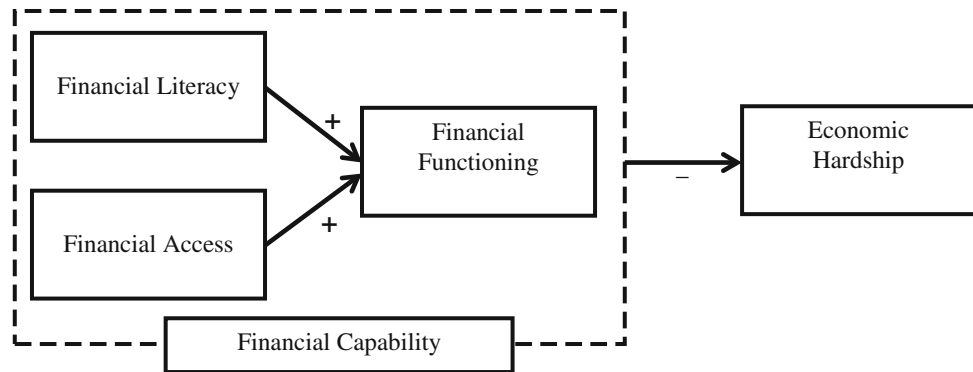 Financial Literacy
+
Financial
Functioning
Economic
Hardship
–
Financial Access
+
Financial Capability